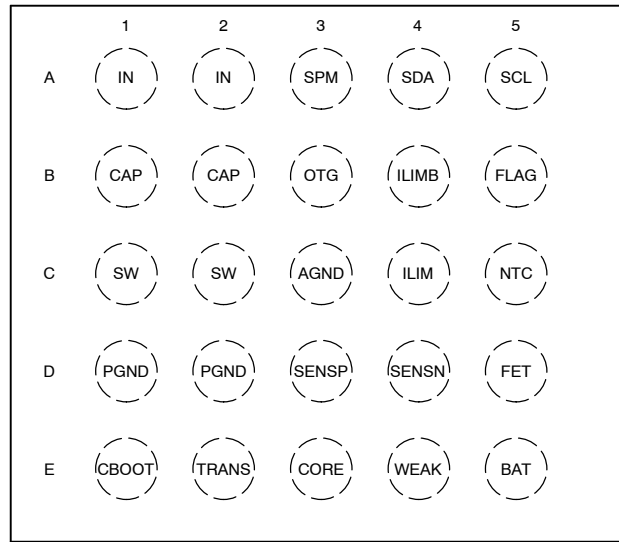 1 2 3 4 5
A IN IN SPM SDA SCL
B CAP CAP OTG ILIMB FLAG
C SW SW AGND ILIM NTC
D PGND PGND SENSP SENSN FET
E CBOOT TRANS CORE WEAK BAT